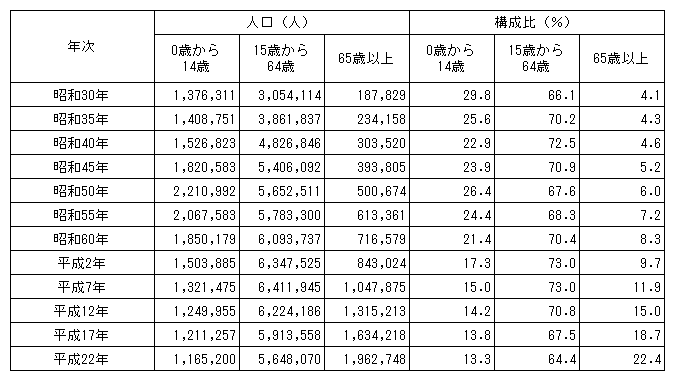 年次 人口（人） 構成比（％）
0歳から14歳 15歳から64歳 65歳以上 0歳から14歳 15歳から64歳 65歳以上
昭和30年 1,376,311 3,054,114 187,829 29.8 66.1 4.1
昭和35年 1,408,751 3,861,837 234,158 25.6 70.2 4.3
昭和40年 1,526,823 4,826,846 303,520 22.9 72.5 4.6
昭和45年 1,820,583 5,406,092 393,805 23.9 70.9 5.2
昭和50年 2,210,992 5,652,511 500,674 26.4 67.6 6.0
昭和55年 2,067,583 5,783,300 613,361 24.4 68.3 7.2
昭和60年 1,850,179 6,093,737 716,579 21.4 70.4 8.3
平成2年 1,503,885 6,347,525 843,024 17.3 73.0 9.7
平成7年 1,321,475 6,411,945 1,047,875 15.0 73.0 11.9
平成12年 1,249,955 6,224,186 1,315,213 14.2 70.8 15.0
平成17年 1,211,257 5,913,558 1,634,218 13.8 67.5 18.7
平成22年 1,165,200 5,648,070 1,962,748 13.3 64.4 22.4